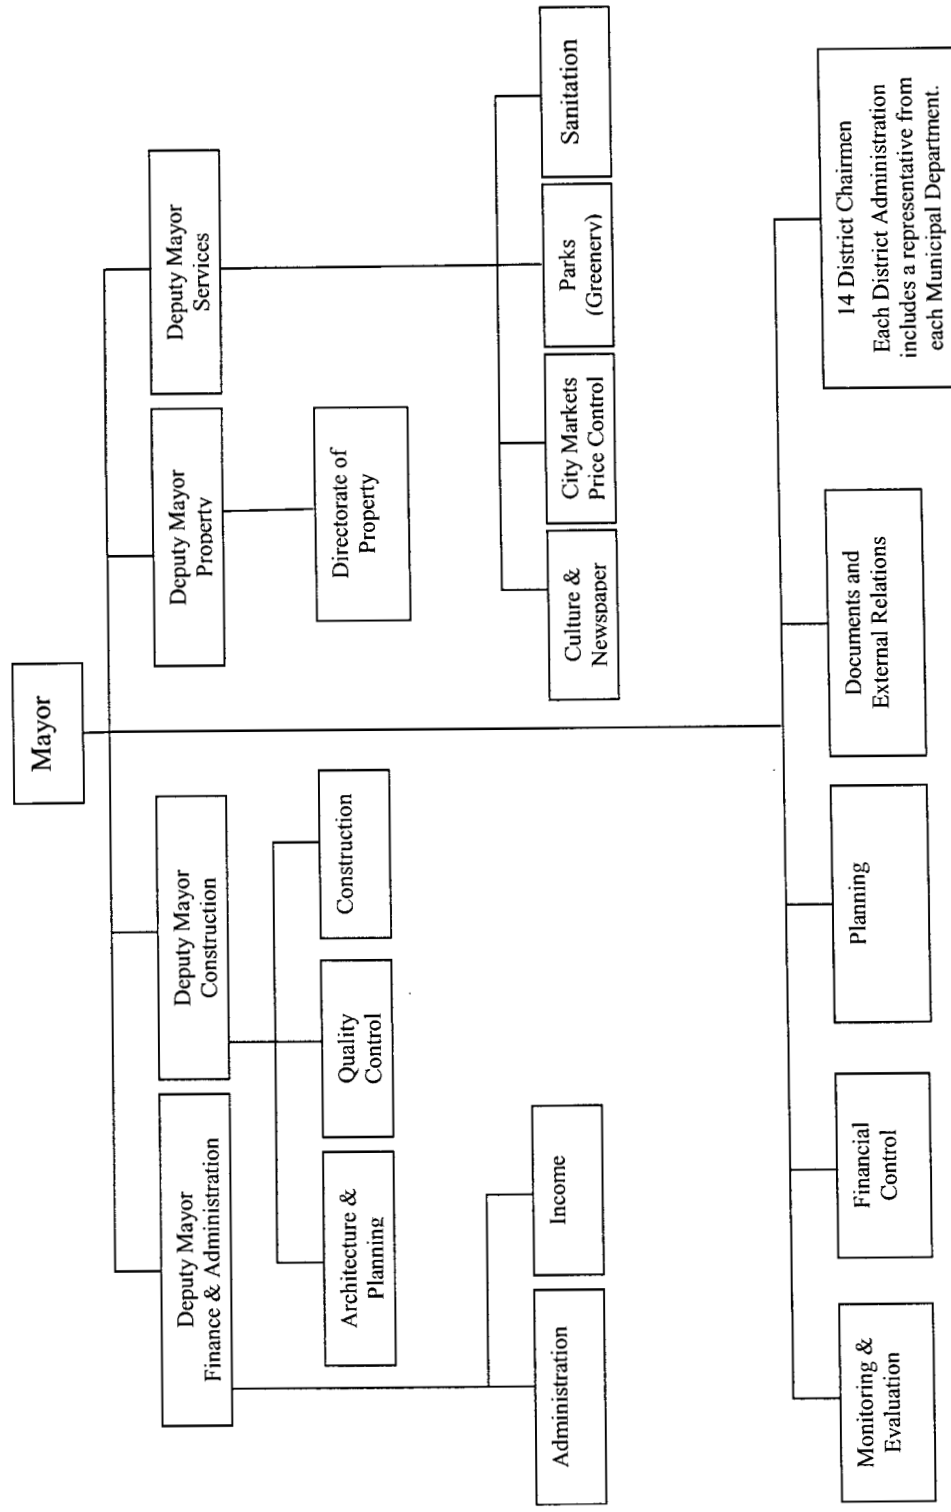 Mayor
Deputy Mayor
Finance & Administration
Deputy Mayor
Construction
Deputy Mayor
Property
Deputy Mayor
Services
Architecture &
Planning
Quality
Control
Construction
Directorate of
Property
Administration
Income
Culture &
Newspaper
City Markets
Price Control
Parks
(Greenery)
Sanitation
Monitoring &
Evaluation
Financial
Control
Planning
Documents and
External Relations
14 District Chairmen
Each District Administration
includes a representative from
each Municipal Department.